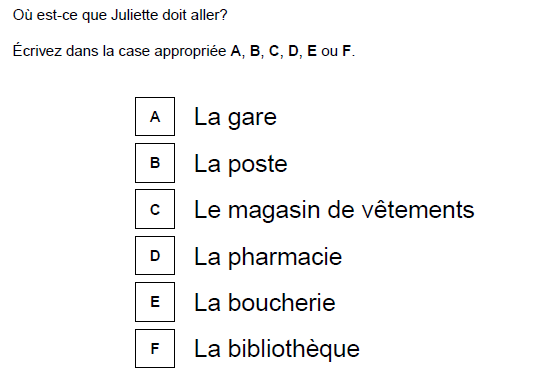 Où est-ce que Juliette doit aller?
Écrivez dans la case appropriée A, B, C, D, E ou F.
A La gare
B La poste
C Le magasin de vêtements
D La pharmacie
E La boucherie
F La bibliothèque